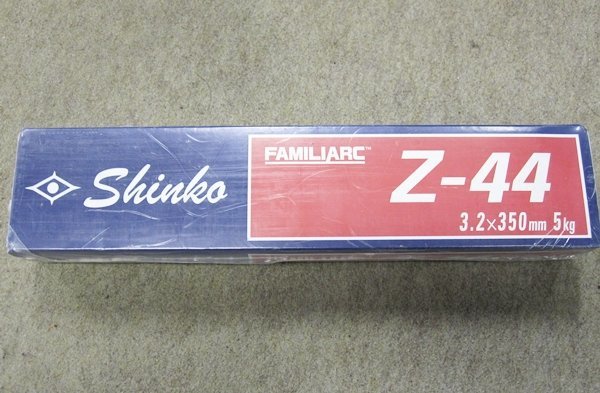 Shinko
FAMILIARC™
Z-44
3.2×350mm 5kg